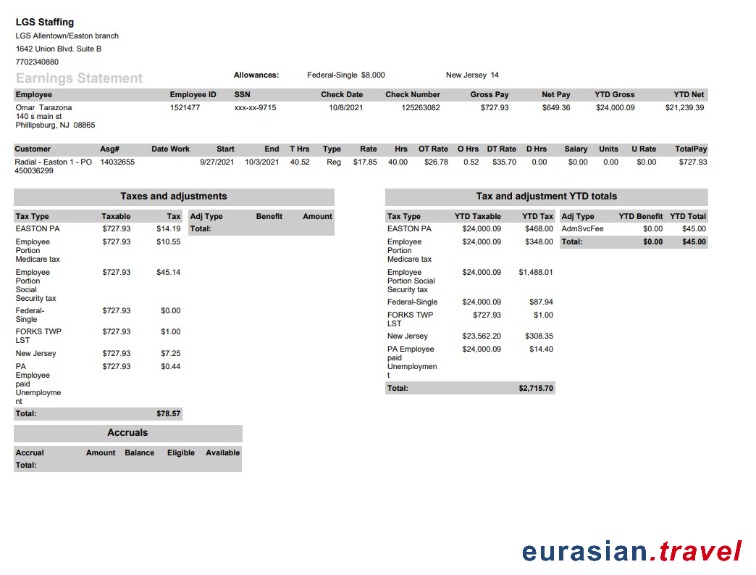 LGS Staffing
LGS Allentown/Easton branch
1642 Union Blvd. Suite B
7702340880
Earnings Statement
Allowances: Federal-Single $8,000 New Jersey 14
Employee Employee ID SSN Check Date Check Number Gross Pay Net Pay YTD Gross YTD Net
Omar Tarazona 1521477 xxx-xx-9715 10/8/2021 125263082 $727.93 $649.36 $24,000.09 $21,239.39
140 s main st
Phillipsburg, NJ 08865
Customer Asg# Date Work Start End T Hrs Type Rate Hrs OT Rate O Hrs DT Rate D Hrs Salary Units U Rate TotalPay
Radial - Easton 1 - PO 14032655 9/27/2021 10/3/2021 40.52 Reg $17.85 40.00 $26.78 0.52 $35.70 0.00 $0.00 0.00 $0.00 $727.93
450036299
Taxes and adjustments
Tax Type Taxable Tax Adj Type Benefit Amount
EASTON PA $727.93 $14.19 Total:
Employee $727.93 $10.55
Portion
Medicare tax
Employee $727.93 $45.14
Portion
Social
Security tax
Federal- $727.93 $0.00
Single
FORKS TWP $727.93 $1.00
LST
New Jersey $727.93 $7.25
PA $727.93 $0.44
Employee
paid
Unemployme
nt
Total: $78.57
Tax and adjustment YTD totals
Tax Type YTD Taxable YTD Tax Adj Type YTD Benefit YTD Total
EASTON PA $24,000.09 $468.00 AdmSvcFee $0.00 $45.00
Employee $24,000.09 $348.00 Total: $0.00 $45.00
Portion
Medicare tax
Employee $24,000.09 $1,488.01
Portion Social
Security tax
Federal-Single $24,000.09 $87.94
FORKS TWP $727.93 $1.00
LST
New Jersey $23,562.20 $308.35
PA Employee $24,000.09 $14.40
paid
Unemploymen
t
Total: $2,715.70
Accruals
Accrual Amount Balance Eligible Available
Total:
eurasian.travel